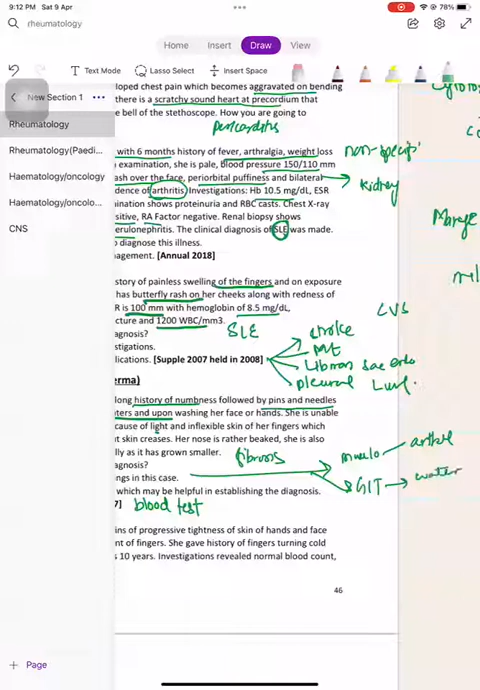 9:12 PM Sat 9 Apr
78%
rheumatology
Home Insert Draw View
Text Mode Lasso Select Insert Space
New Section 1
Rheumatology
Rheumatology(Paedi...
Haematology/oncology
Haematology/oncolo...
CNS
Page
loped chest pain which becomes aggravated on bending
there is a scratchy sound heart at precordium that
e bell of the stethoscope. How you are going to
pericarditis
with 6 months history of fever, arthralgia, weight loss
examination, she is pale, blood pressure 150/110 mm
ash over the face, periorbital puffiness and bilateral
idence of arthritis. Investigations: Hb 10.5 mg/dL, ESR
mination shows proteinuria and RBC casts. Chest X-ray
sitive, RA Factor negative. Renal biopsy shows
erulonephritis. The clinical diagnosis of SLE was made.
o diagnose this illness.
agement. [Annual 2018]
non-specific
kidney
istory of painless swelling of the fingers and on exposure
has butterfly rash on her cheeks along with redness of
R is 100 mm with hemoglobin of 8.5 mg/dL,
cture and 1200 WBC/mm3.
agnosis?
stigations.
lications. [Supple 2007 held in 2008]
SLE
CVS
stroke
MI
pleural
erma)
long history of numbness followed by pins and needles
ters and upon washing her face or hands. She is unable
cause of light and inflexible skin of her fingers which
t skin creases. Her nose is rather beaked, she is also
lly as it has grown smaller.
agnosis?
ings in this case.
which may be helpful in establishing the diagnosis.
7]
fibrosis
GIT
water
blood test
ins of progressive tightness of skin of hands and face
nt of fingers. She gave history of fingers turning cold
s 10 years. Investigations revealed normal blood count,
46